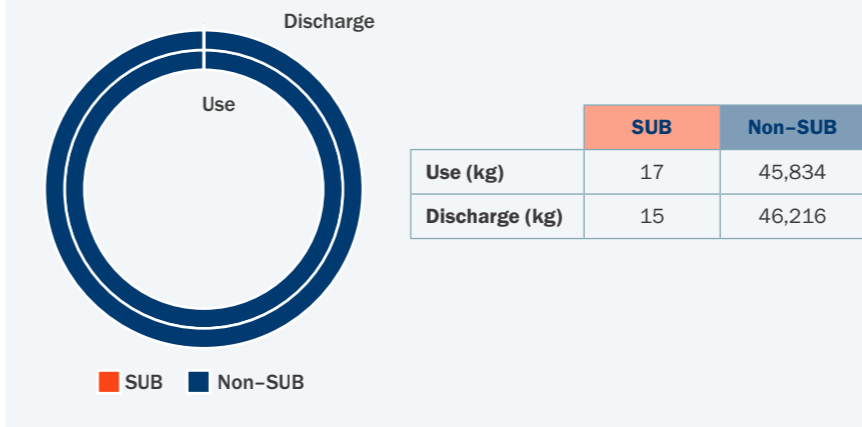 Discharge
Use
SUB Non–SUB
Use (kg) 17 45,834
Discharge (kg) 15 46,216
SUB Non–SUB